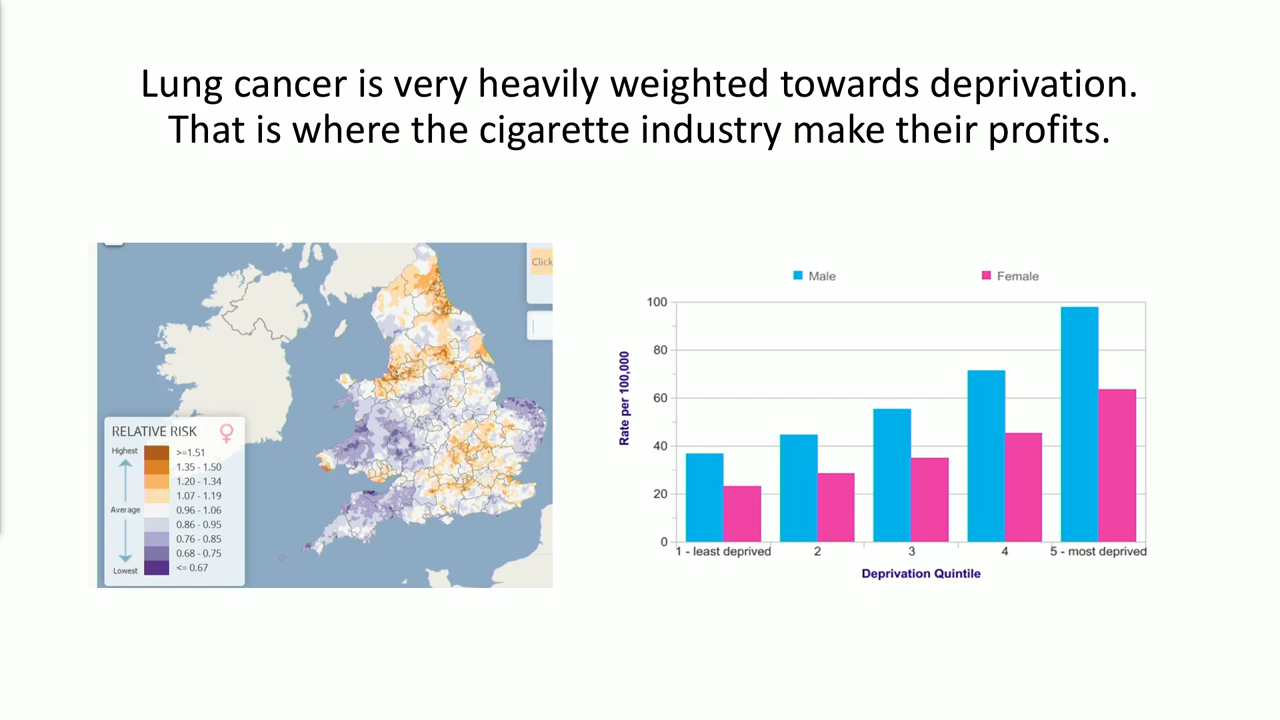 Lung cancer is very heavily weighted towards deprivation.
That is where the cigarette industry make their profits.
Click
RELATIVE RISK
Highest
>=1.51
1.35 - 1.50
1.20 - 1.34
1.07 - 1.19
Average
0.96 - 1.06
0.86 - 0.95
0.76 - 0.85
0.68 - 0.75
Lowest
<= 0.67
Male
Female
Rate per 100,000
100
80
60
40
20
0
1 - least deprived
2
3
4
5 - most deprived
Deprivation Quintile